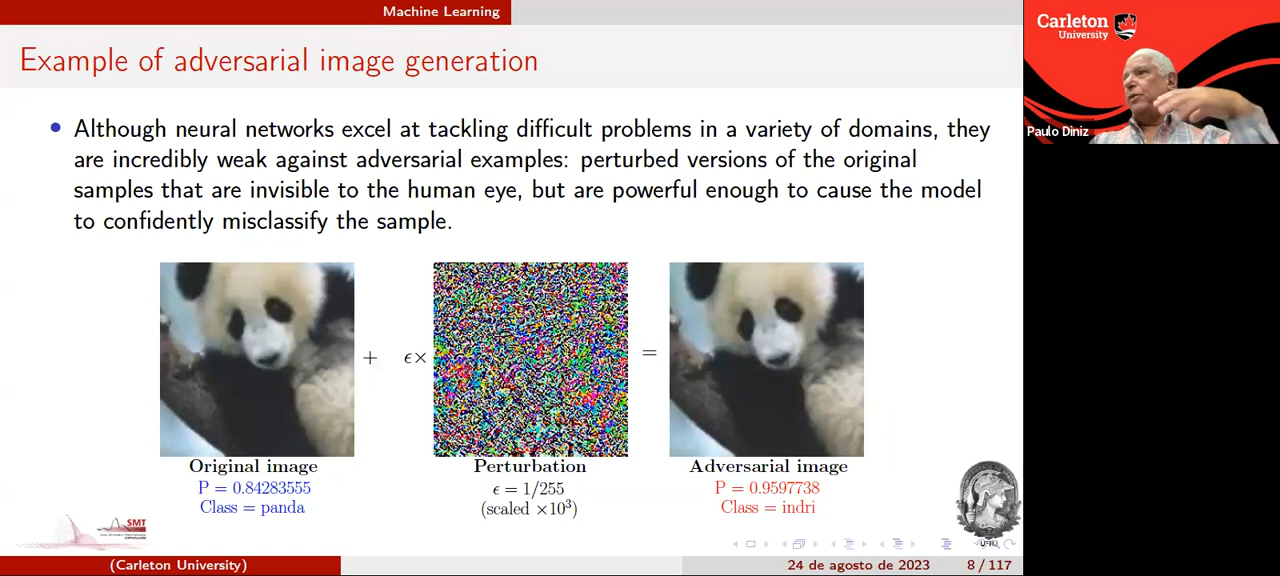 Machine Learning
Example of adversarial image generation
Although neural networks excel at tackling difficult problems in a variety of domains, they
are incredibly weak against adversarial examples: perturbed versions of the original
samples that are invisible to the human eye, but are powerful enough to cause the model
to confidently misclassify the sample.
+ ϵ× =
Original image
P = 0.84283555
Class = panda
Perturbation
ϵ = 1/255
(scaled ×10³)
Adversarial image
P = 0.9597738
Class = indri
SMT
UFRJ
(Carleton University)
24 de agosto de 2023
8 / 117
Carleton
University
Paulo Diniz